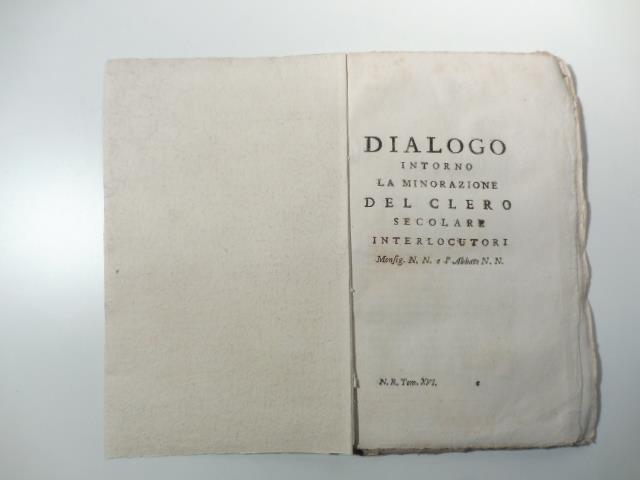 DIALOGO
INTORNO
LA MINORAZIONE
DEL CLERO
SECOLARE
INTERLOCUTORI
Monsig. N. N. e l'Abbate N. N.
N. R. Tom. XVI. e